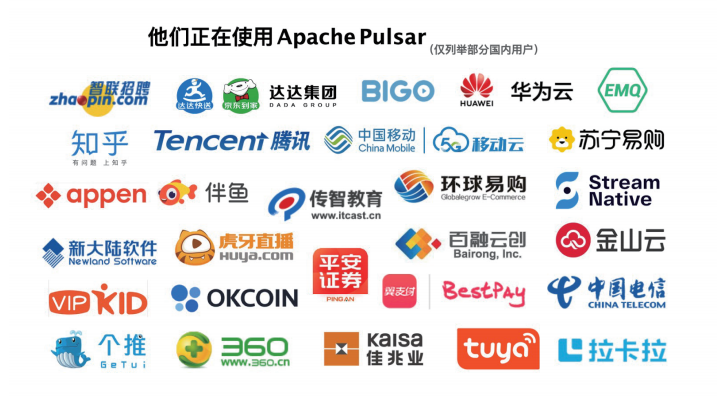 他们正在使用 Apache Pulsar (仅列举部分国内用户)
智联招聘
zhaopin.com
达达快送
京东到家
达达集团
DADA GROUP
BIGO
HUAWEI
华为云
EMQ
知乎
有问题 上知乎
Tencent 腾讯
中国移动
China Mobile
5G 移动云
苏宁易购
appen
伴鱼
传智教育
www.itcast.cn
环球易购
Globalegrow E-Commerce
Stream
Native
新大陆软件
Newland Software
虎牙直播
HUYA.com
平安
证券
PINGAN
百融云创
Bairong, Inc.
金山云
VIPKID
OKCOIN
翼支付
BestPAy
中国电信
CHINA TELECOM
个推
GeTui
360
www.360.cn
KAISA
佳兆业
tuya
拉卡拉